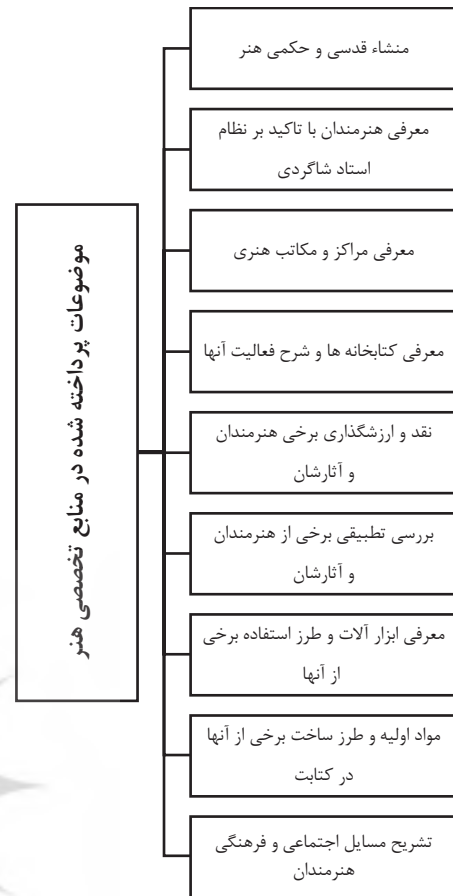 موضوعات پرداخته شده در منابع تخصصی هنر
منشاء قدسی و حکمی هنر
معرفی هنرمندان با تاکید بر نظام
استاد شاگردی
معرفی مراکز و مکاتب هنری
معرفی کتابخانه ها و شرح فعالیت آنها
نقد و ارزشگذاری برخی هنرمندان
و آثارشان
بررسی تطبیقی برخی از هنرمندان
و آثارشان
معرفی ابزار آلات و طرز استفاده برخی
از آنها
مواد اولیه و طرز ساخت برخی از آنها
در کتابت
تشریح مسایل اجتماعی و فرهنگی
هنرمندان